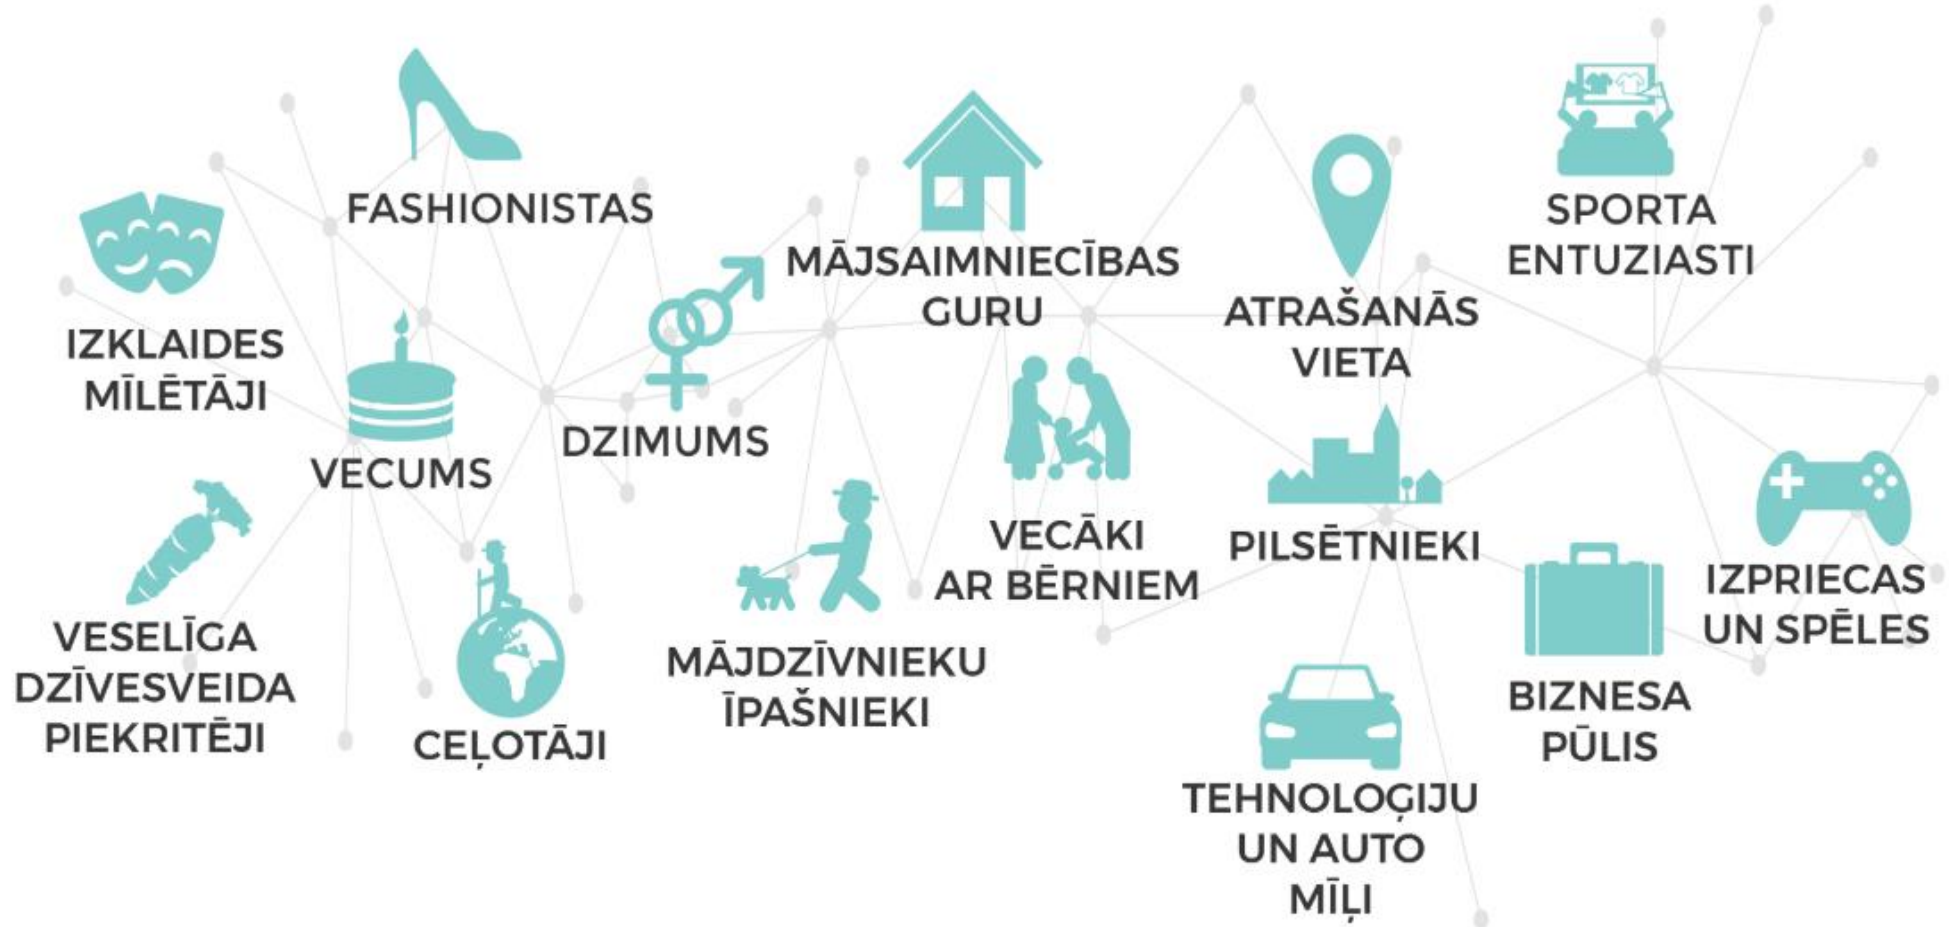 FASHIONISTAS
IZKLAIDES
MĪLĒTĀJI
VECUMS
DZIMUMS
MĀJSAIMNIECĪBAS
GURU
ATRAŠANĀS
VIETA
SPORTA
ENTUZIASTI
VESELĪGA
DZĪVESVEIDA
PIEKRITĒJI
CEĻOTĀJI
MĀJDZĪVNIEKU
ĪPAŠNIEKI
VECĀKI
AR BĒRNIEM
PILSĒTNIEKI
TEHNOLOĢIJU
UN AUTO
MĪĻI
BIZNESA
PŪLIS
IZPRIECAS
UN SPĒLES